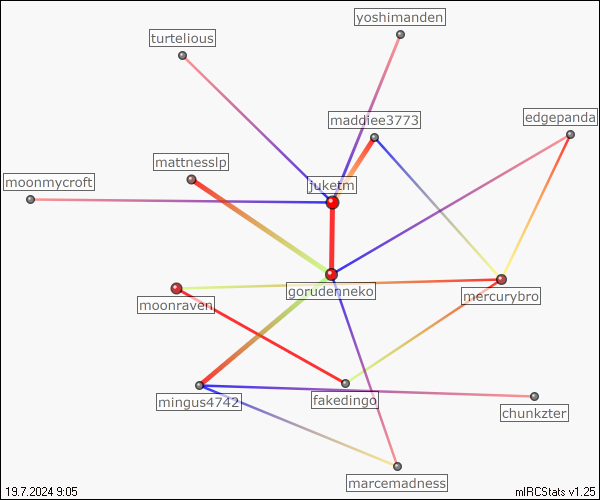 yoshimanden
turtelious
maddiee3773
edgepanda
mattnesslp
moonmycroft
juketm
gorudenneko
mercurybro
moonraven
mingus4742
fakedingo
chunkzter
marcemadness
19.7.2024 9:05
mIRCStats v1.25